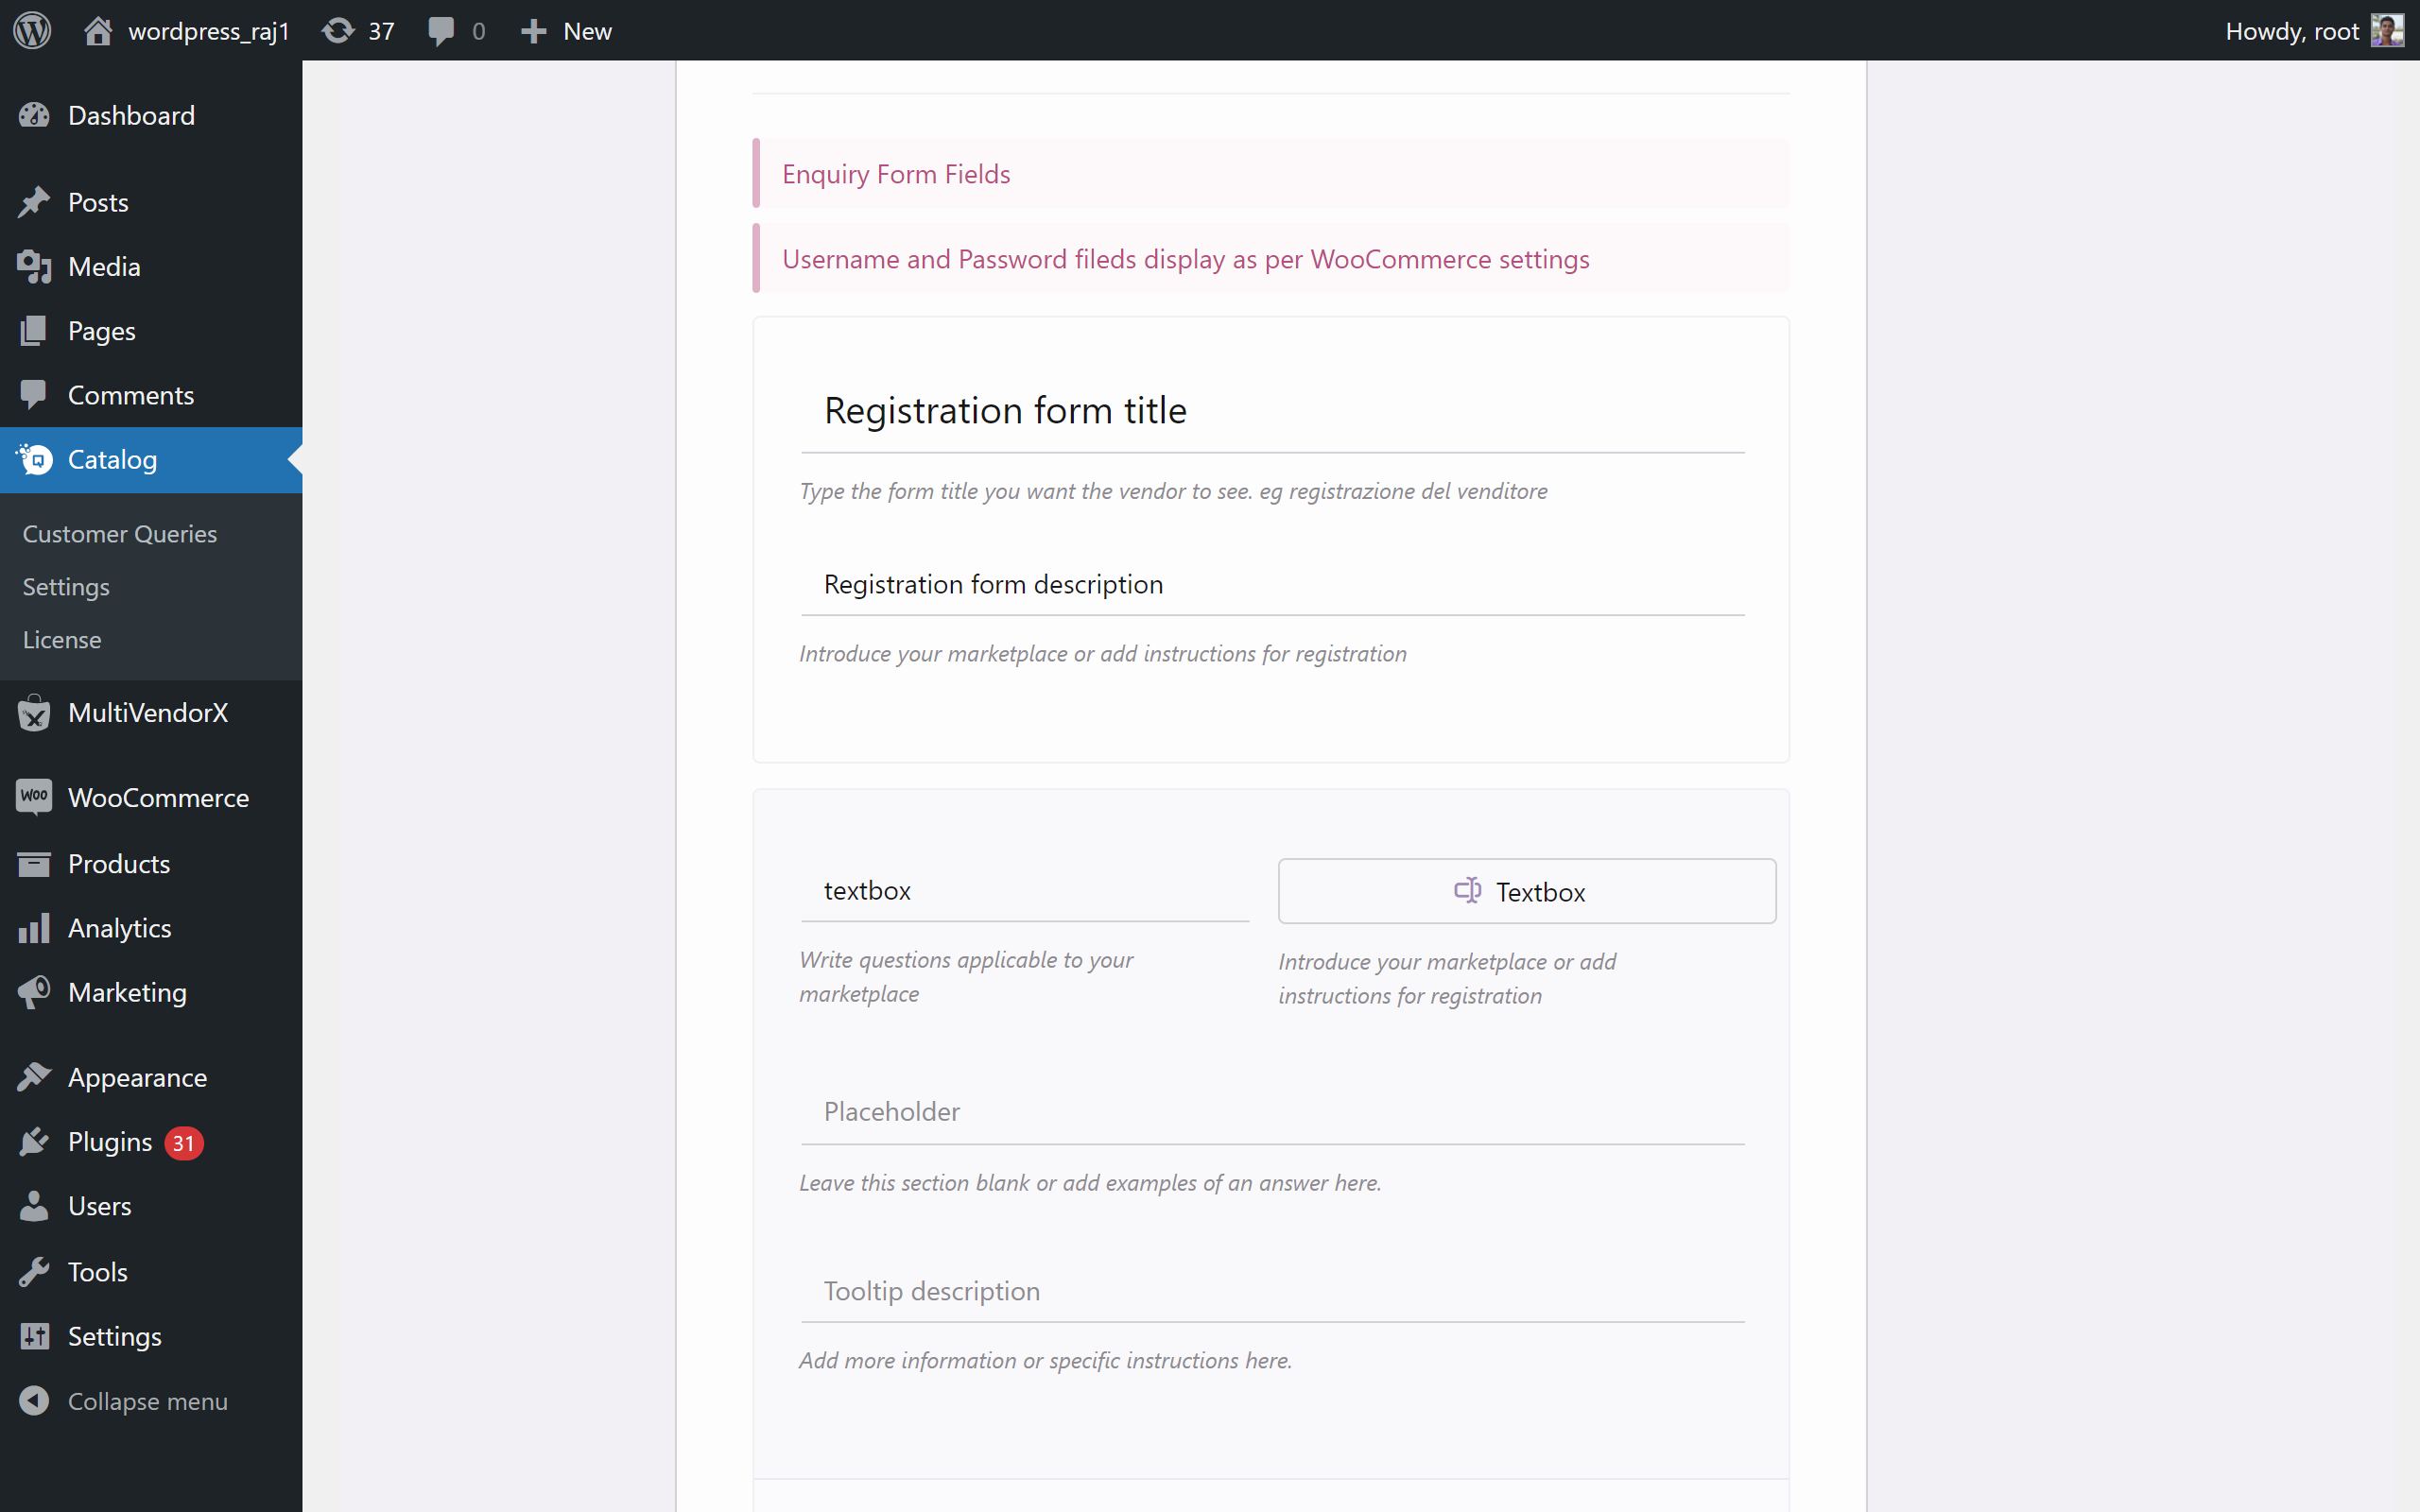 wordpress_raj1
37
0
New
Howdy, root
Dashboard
Posts
Media
Pages
Comments
Catalog
Customer Queries
Settings
License
MultiVendorX
WooCommerce
Products
Analytics
Marketing
Appearance
Plugins 31
Users
Tools
Settings
Collapse menu
Enquiry Form Fields
Username and Password fileds display as per WooCommerce settings
Registration form title
Type the form title you want the vendor to see. eg registrazione del venditore
Registration form description
Introduce your marketplace or add instructions for registration
textbox
Textbox
Write questions applicable to your
marketplace
Introduce your marketplace or add
instructions for registration
Placeholder
Leave this section blank or add examples of an answer here.
Tooltip description
Add more information or specific instructions here.